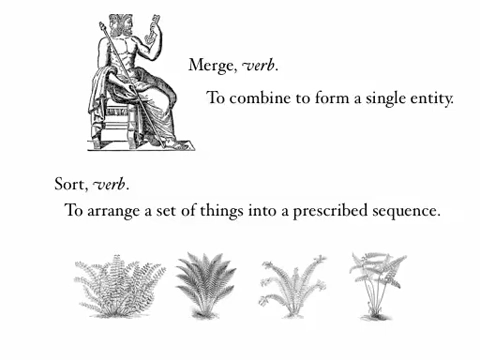 Merge, verb.
To combine to form a single entity.
Sort, verb.
To arrange a set of things into a prescribed sequence.